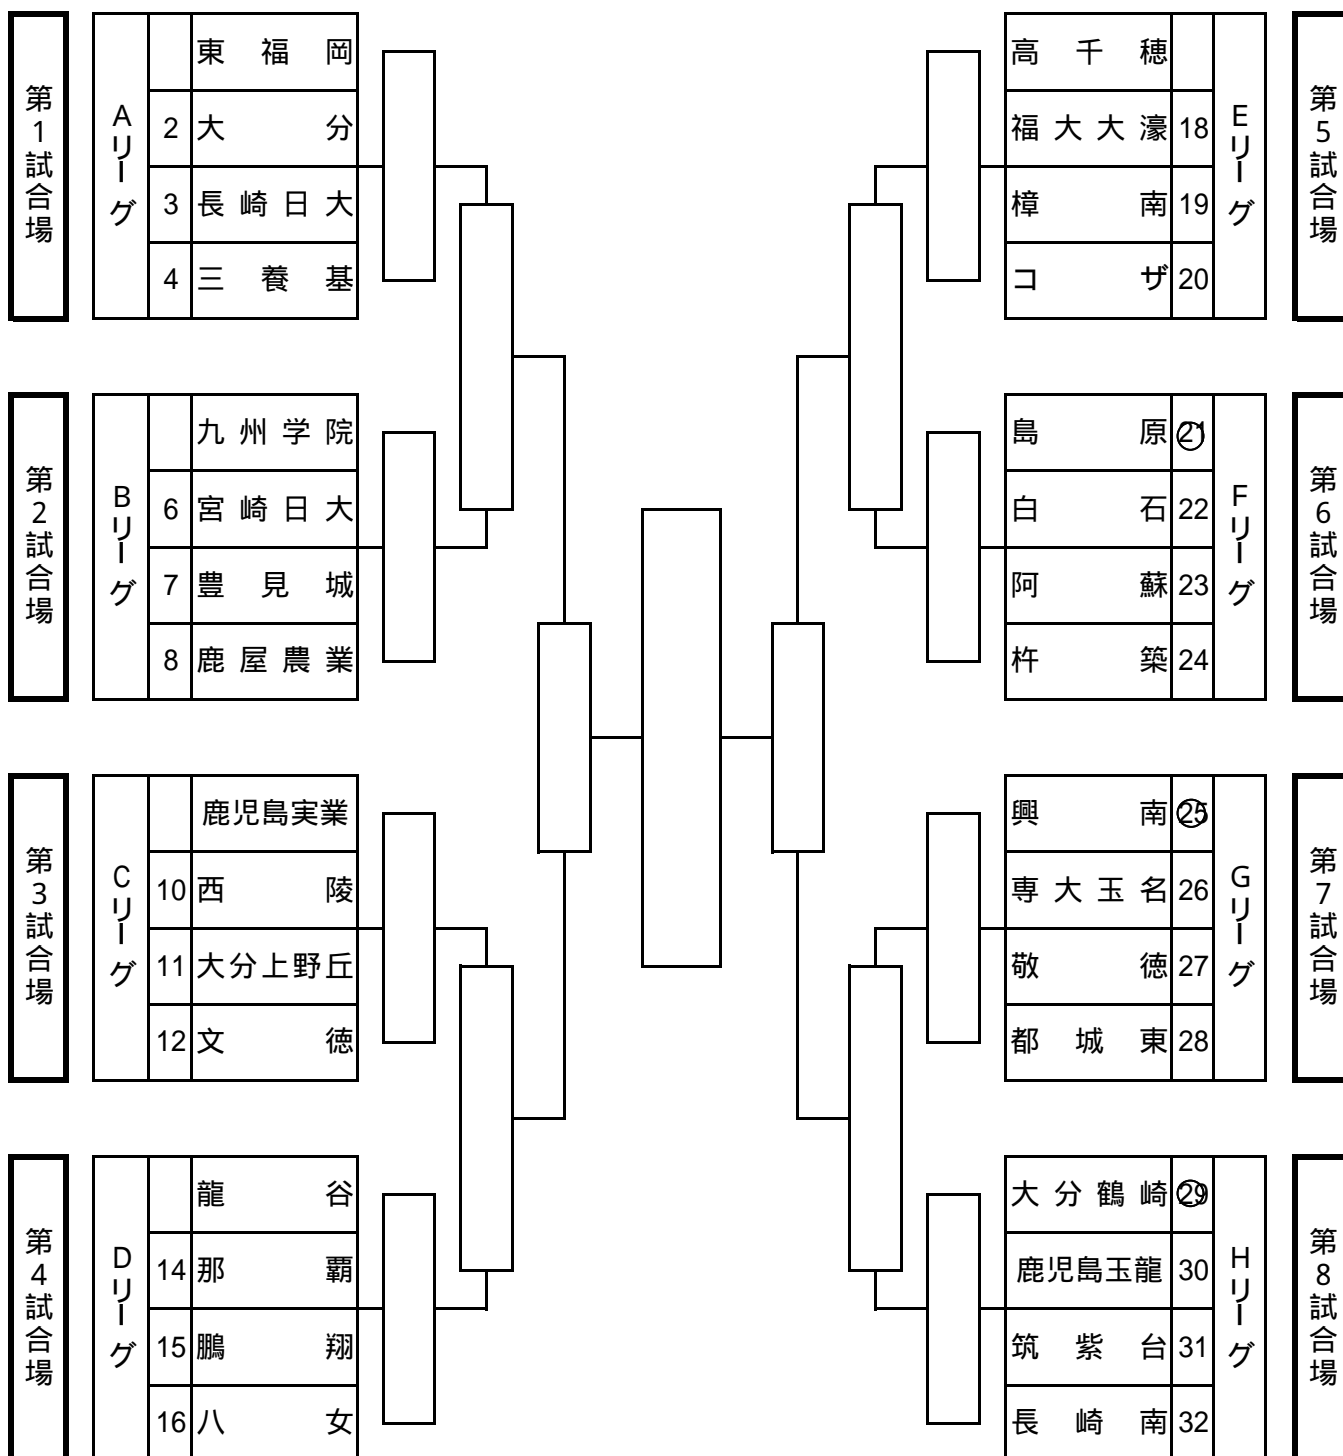 第1試合場
Aリーグ
東福岡
2 大分
3 長崎日大
4 三養基
第2試合場
Bリーグ
九州学院
6 宮崎日大
7 豊見城
8 鹿屋農業
第3試合場
Cリーグ
鹿児島実業
10 西陵
11 大分上野丘
12 文徳
第4試合場
Dリーグ
龍谷
14 那覇
15 鵬翔
16 八女
高千穂
福大大濠 18
樟南 19
コザ 20
Eリーグ
第5試合場
島原 21
白石 22
阿蘇 23
杵築 24
Fリーグ
第6試合場
興南 25
専大玉名 26
敬徳 27
都城東 28
Gリーグ
第7試合場
大分鶴崎 29
鹿児島玉龍 30
筑紫台 31
長崎南 32
Hリーグ
第8試合場